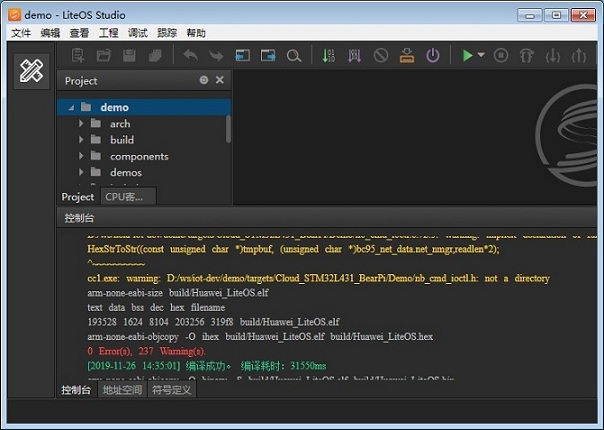 demo - LiteOS Studio
文件 编辑 查看 工程 调试 跟踪 帮助
Project
demo
arch
build
components
demos
Project CPU寄...
控制台
HexStrToStr((const unsigned char *)tmpbuf, (unsigned char *)bc95_net_data.net_nmgr,readlen*2);
^~~~~~~~~~~
cc1.exe: warning: D:/ws/iot-dev/demo/targets/Cloud_STM32L431_BearPi/Demo/nb_cmd_ioctl.h: not a directory
arm-none-eabi-size build/Huawei_LiteOS.elf
text data bss dec hex filename
193528 1624 8104 203256 319f8 build/Huawei_LiteOS.elf
arm-none-eabi-objcopy -O ihex build/Huawei_LiteOS.elf build/Huawei_LiteOS.hex
0 Error(s), 237 Warning(s).
[2019-11-26 14:35:01] 编译成功。 编译耗时: 31550ms
控制台 地址空间 符号定义